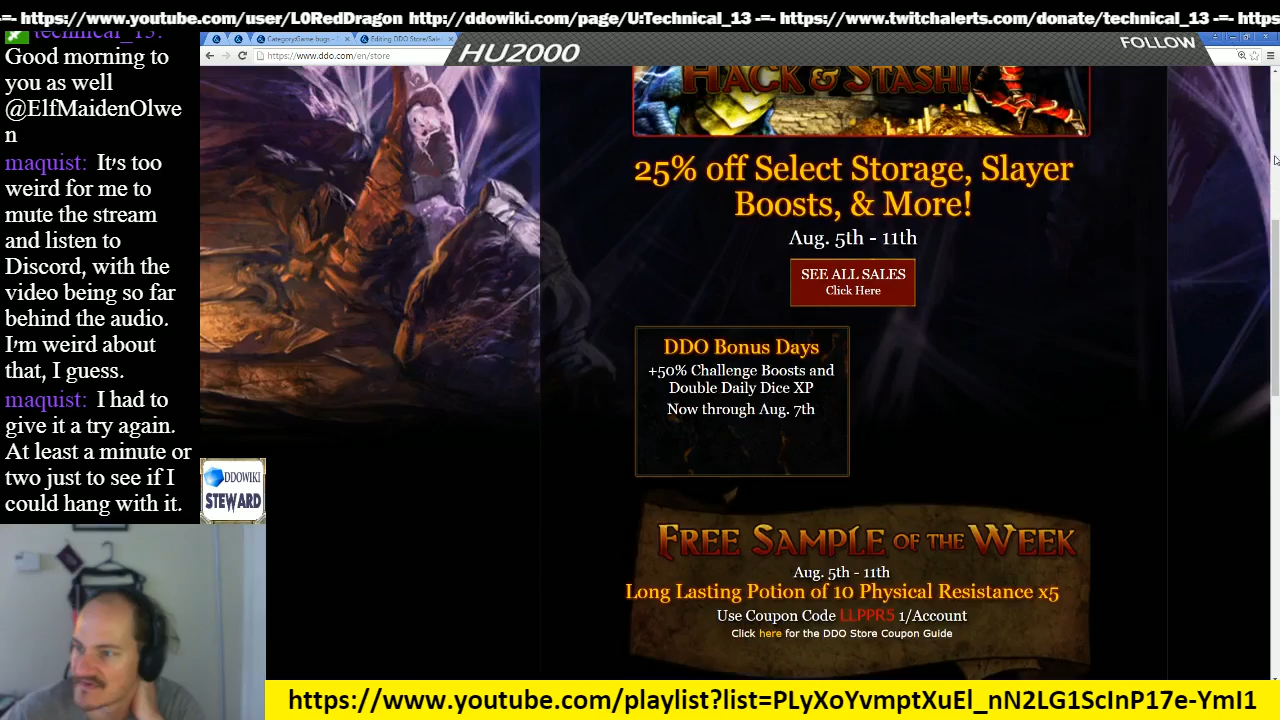 -=- https://www.youtube.com/user/L0RedDragon http://ddowiki.com/page/U:Technical_13 -=- https://www.twitchalerts.com/donate/technical_13 -=- https
technical_13:
Good morning to
you as well
@ElfMaidenOlwe
n
maquist: It's too
weird for me to
mute the stream
and listen to
Discord, with the
video being so far
behind the audio.
I'm weird about
that, I guess.
maquist: I had to
give it a try again.
At least a minute or
two just to see if I
could hang with it.
Category:Game bugs -
Editing DDO Store/Sale
https://www.ddo.com/en/store
HU2000
FOLLOW
HACK & STASH!
25% off Select Storage, Slayer
Boosts, & More!
Aug. 5th - 11th
SEE ALL SALES
Click Here
DDO Bonus Days
+50% Challenge Boosts and
Double Daily Dice XP
Now through Aug. 7th
DDOWIKI
STEWARD
FREE SAMPLE OF THE WEEK
Aug. 5th - 11th
Long Lasting Potion of 10 Physical Resistance x5
Use Coupon Code LLPPR5 1/Account
Click here for the DDO Store Coupon Guide
https://www.youtube.com/playlist?list=PLyXoYvmptXuEl_nN2LG1ScInP17e-YmI1